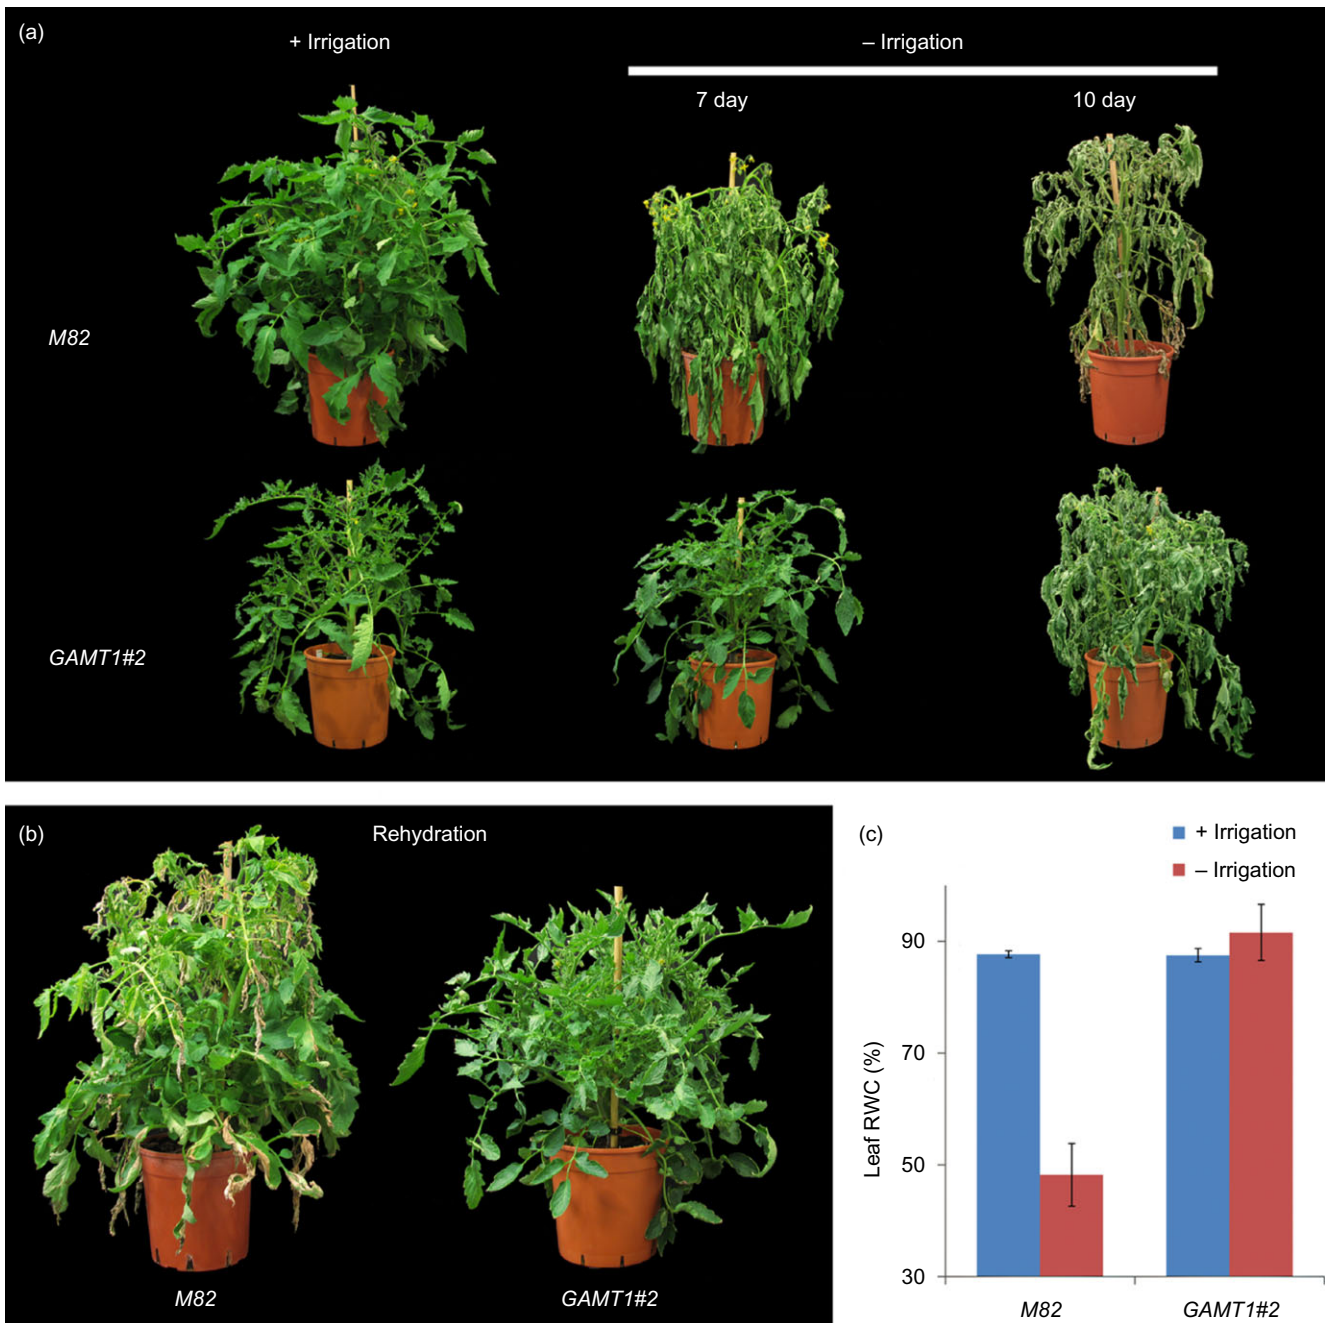 (a)
+ Irrigation
– Irrigation
7 day
10 day
M82
GAMT1#2
(b)
Rehydration
M82
GAMT1#2
(c)
+ Irrigation
– Irrigation
Leaf RWC (%)
90
70
50
30
M82
GAMT1#2